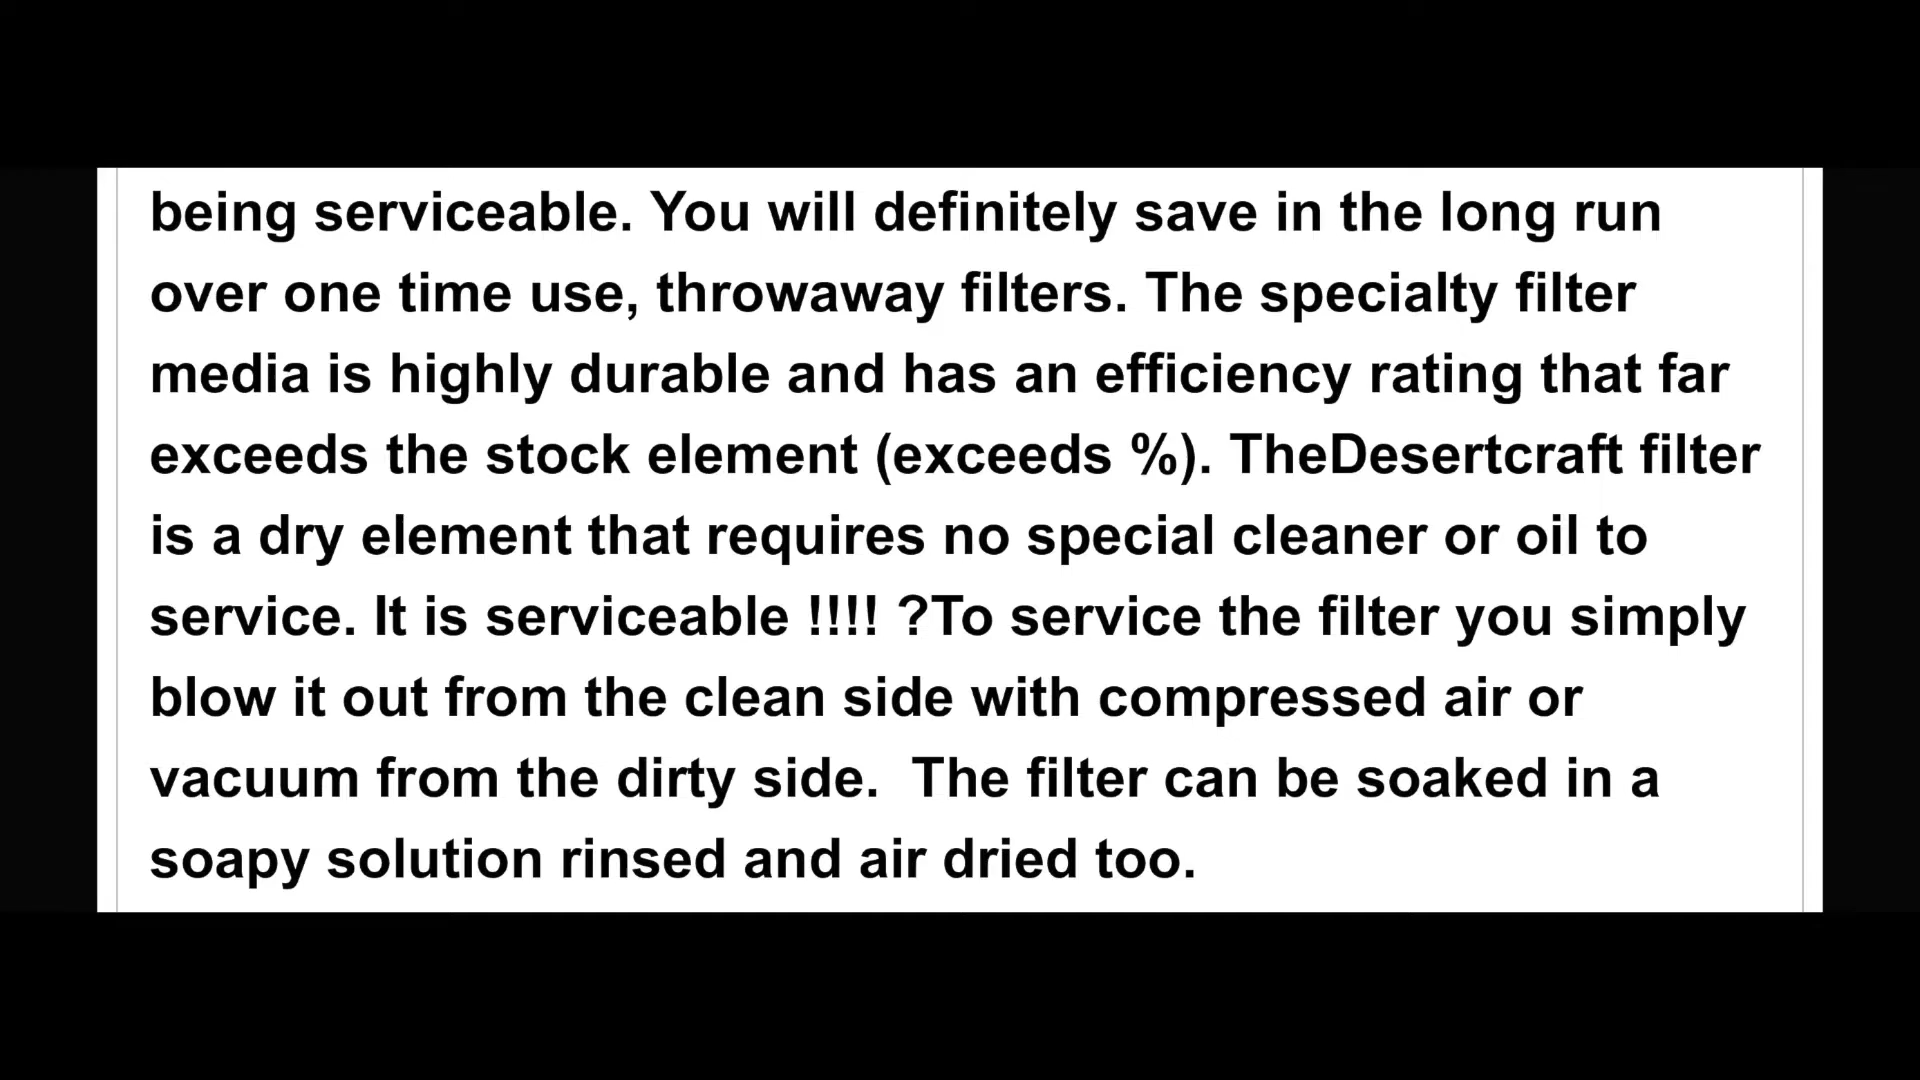 being serviceable. You will definitely save in the long run
over one time use, throwaway filters. The specialty filter
media is highly durable and has an efficiency rating that far
exceeds the stock element (exceeds %). TheDesertcraft filter
is a dry element that requires no special cleaner or oil to
service. It is serviceable !!!! ?To service the filter you simply
blow it out from the clean side with compressed air or
vacuum from the dirty side.  The filter can be soaked in a
soapy solution rinsed and air dried too.